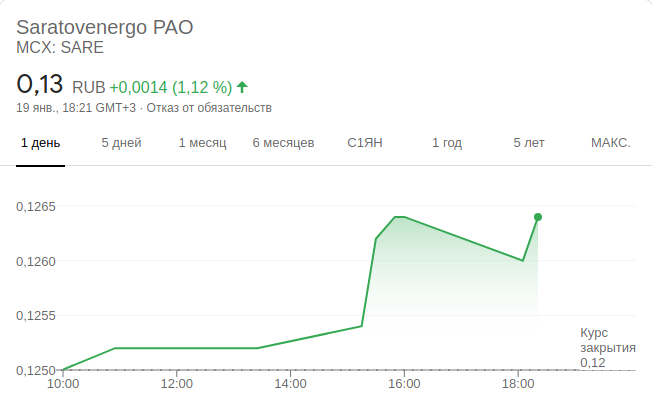 Saratovenergo PAO
MCX: SARE
0,13 RUB +0,0014 (1,12 %)
19 янв., 18:21 GMT+3 · Отказ от обязательств
1 день 5 дней 1 месяц 6 месяцев С1ЯН 1 год 5 лет МАКС.
0,1265
0,1260
0,1255
0,1250
Курс
закрытия
0,12
10:00 12:00 14:00 16:00 18:00